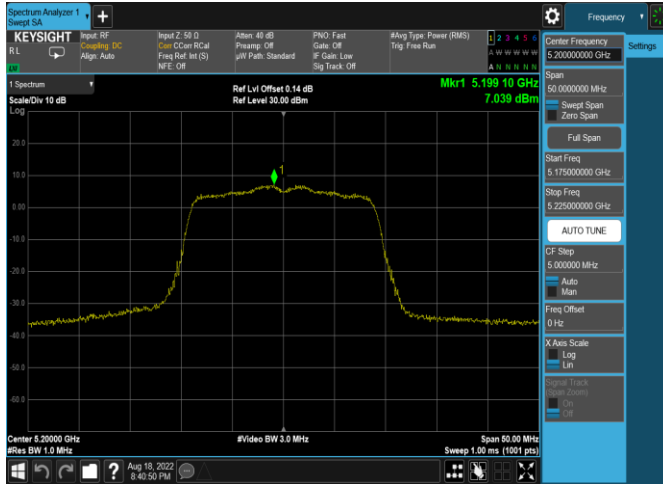 Spectrum Analyzer 1
Swept SA
Frequency
KEYSIGHT
RL
Input: RF
Coupling: DC
Align: Auto
Input Z: 50 Ω
Corr CCorr RCal
Freq Ref: Int (S)
NFE: Off
Atten: 40 dB
Preamp: Off
µW Path: Standard
PNO: Fast
Gate: Off
IF Gain: Low
Sig Track: Off
#Avg Type: Power (RMS)
Trig: Free Run
1 2 3 4 5 6
A W W W W W
A N N N N N
LV
1 Spectrum
Scale/Div 10 dB
Log
Ref Lvl Offset 0.14 dB
Ref Level 30.00 dBm
Mkr1 5.199 10 GHz
7.039 dBm
20.0
10.0
0.00
-10.0
-20.0
-30.0
-40.0
-50.0
-60.0
1
Center 5.20000 GHz
#Res BW 1.0 MHz
#Video BW 3.0 MHz
Span 50.00 MHz
Sweep 1.00 ms (1001 pts)
Aug 18, 2022
8:40:50 PM
?
Center Frequency
5.200000000 GHz
Settings
Span
50.0000000 MHz
Swept Span
Zero Span
Full Span
Start Freq
5.175000000 GHz
Stop Freq
5.225000000 GHz
AUTO TUNE
CF Step
5.000000 MHz
Auto
Man
Freq Offset
0 Hz
X Axis Scale
Log
Lin
Signal Track
(Span Zoom)
On
Off